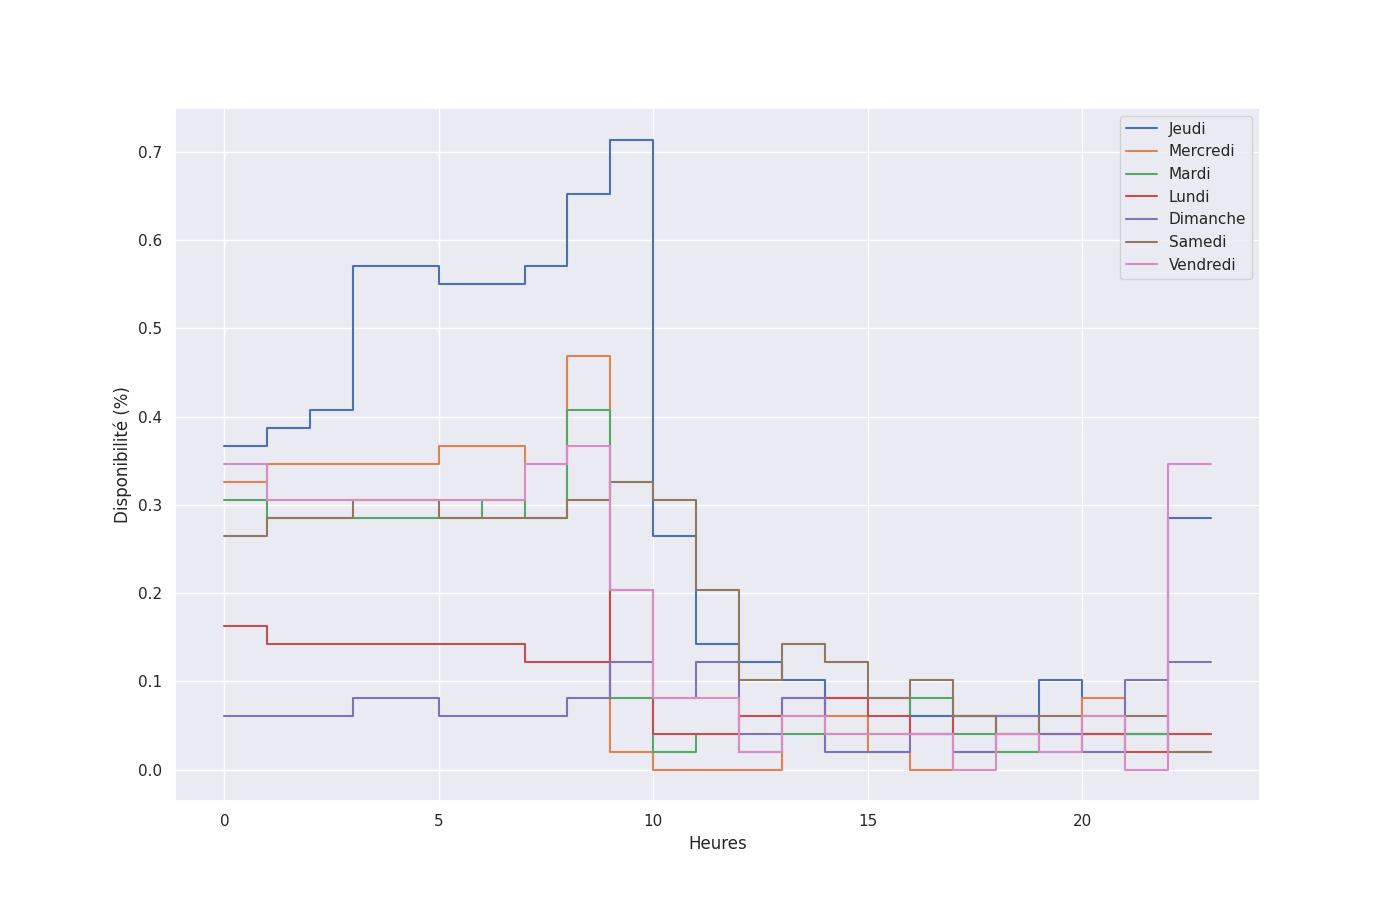 Jeudi
Mercredi
Mardi
Lundi
Dimanche
Samedi
Vendredi
0.7
0.6
0.5
0.4
0.3
0.2
0.1
0.0
Disponibilité (%)
0 5 10 15 20
Heures